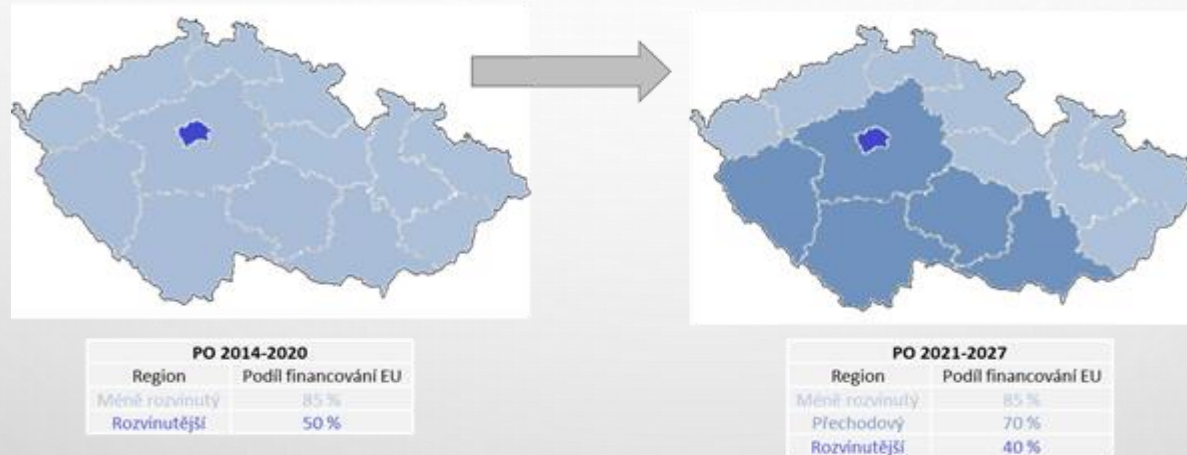 PO 2014-2020
Region Podíl financování EU
Méně rozvinutý 85 %
Rozvinutější 50 %
PO 2021-2027
Region Podíl financování EU
Méně rozvinutý 85 %
Přechodový 70 %
Rozvinutější 40 %